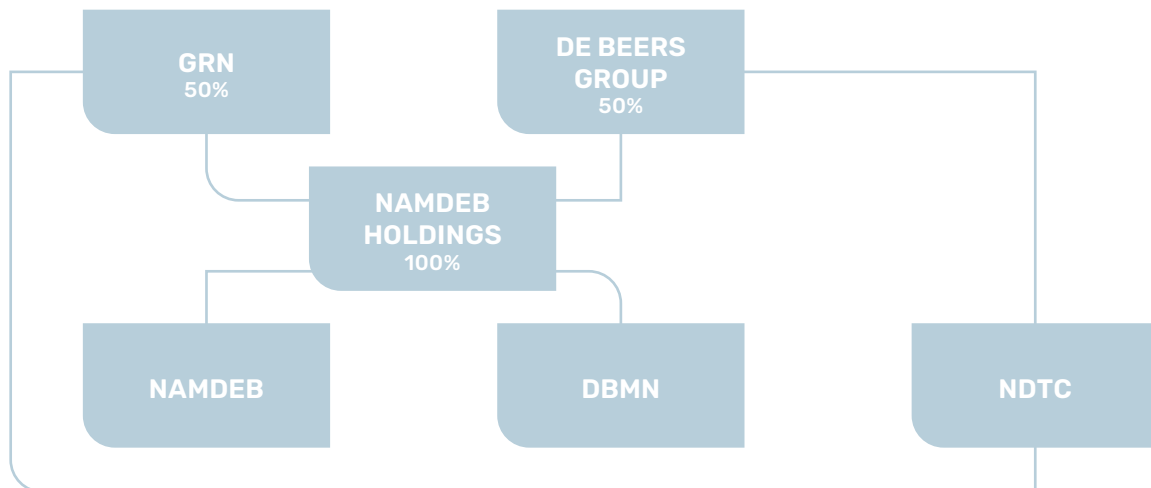 GRN
50%
DE BEERS
GROUP
50%
NAMDEB
HOLDINGS
100%
NAMDEB
DBMN
NDTC